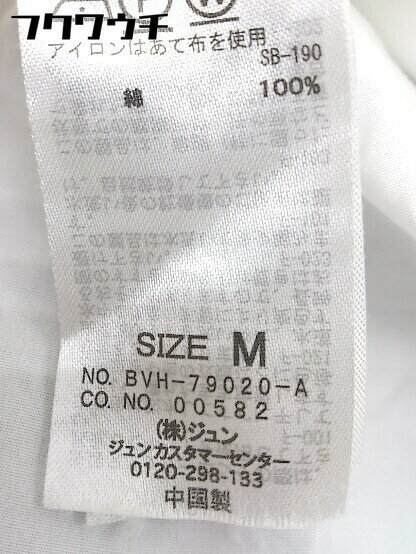 フクウウチ
アイロンはあて布を使用
SB-190
綿 100%
SIZE M
NO. BVH-79020-A
CO. NO. 00582
(株)ジュン
ジュンカスタマーセンター
0120-298-133
中国製